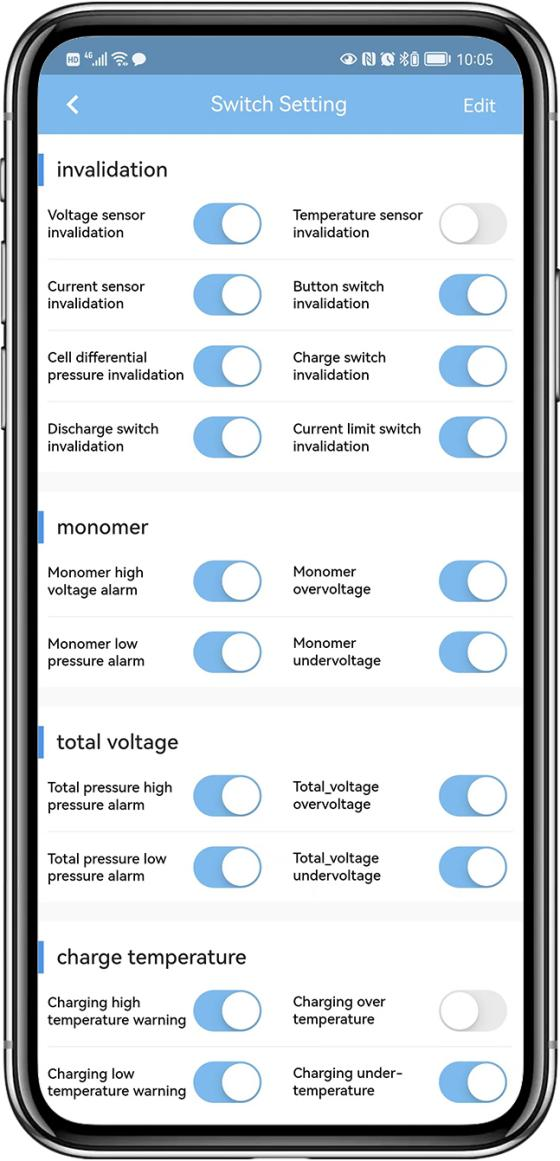 HD 4G 10:05
Switch Setting Edit
invalidation
Voltage sensor
invalidation
Temperature sensor
invalidation
Current sensor
invalidation
Button switch
invalidation
Cell differential
pressure invalidation
Charge switch
invalidation
Discharge switch
invalidation
Current limit switch
invalidation
monomer
Monomer high
voltage alarm
Monomer
overvoltage
Monomer low
pressure alarm
Monomer
undervoltage
total voltage
Total pressure high
pressure alarm
Total_voltage
overvoltage
Total pressure low
pressure alarm
Total_voltage
undervoltage
charge temperature
Charging high
temperature warning
Charging over
temperature
Charging low
temperature warning
Charging under-
temperature